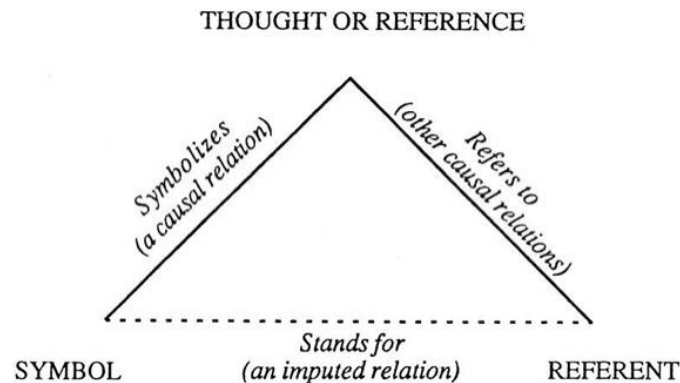 THOUGHT OR REFERENCE
Symbolizes
(a causal relation)
Refers to
(other causal relations)
Stands for
(an imputed relation)
SYMBOL
REFERENT